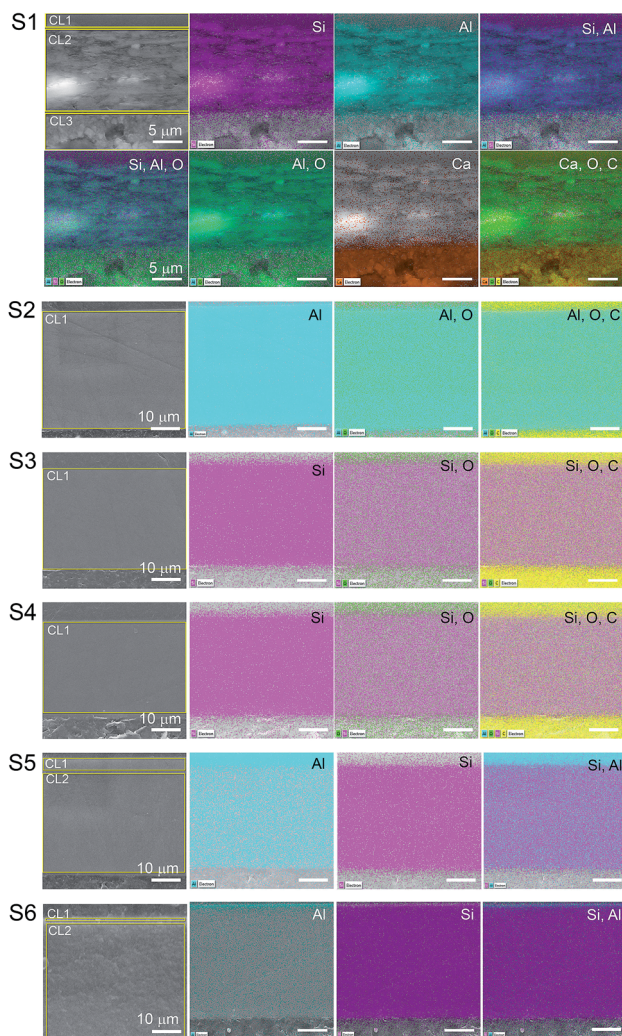 S1
CL1
CL2
CL3
5 μm
Si
Al
Si, Al
Si, Al, O
5 μm
Al, O
Ca
Ca, O, C
S2
CL1
10 μm
Al
Al, O
Al, O, C
S3
CL1
10 μm
Si
Si, O
Si, O, C
S4
CL1
10 μm
Si
Si, O
Si, O, C
S5
CL1
CL2
10 μm
Al
Si
Si, Al
S6
CL1
CL2
10 μm
Al
Si
Si, Al